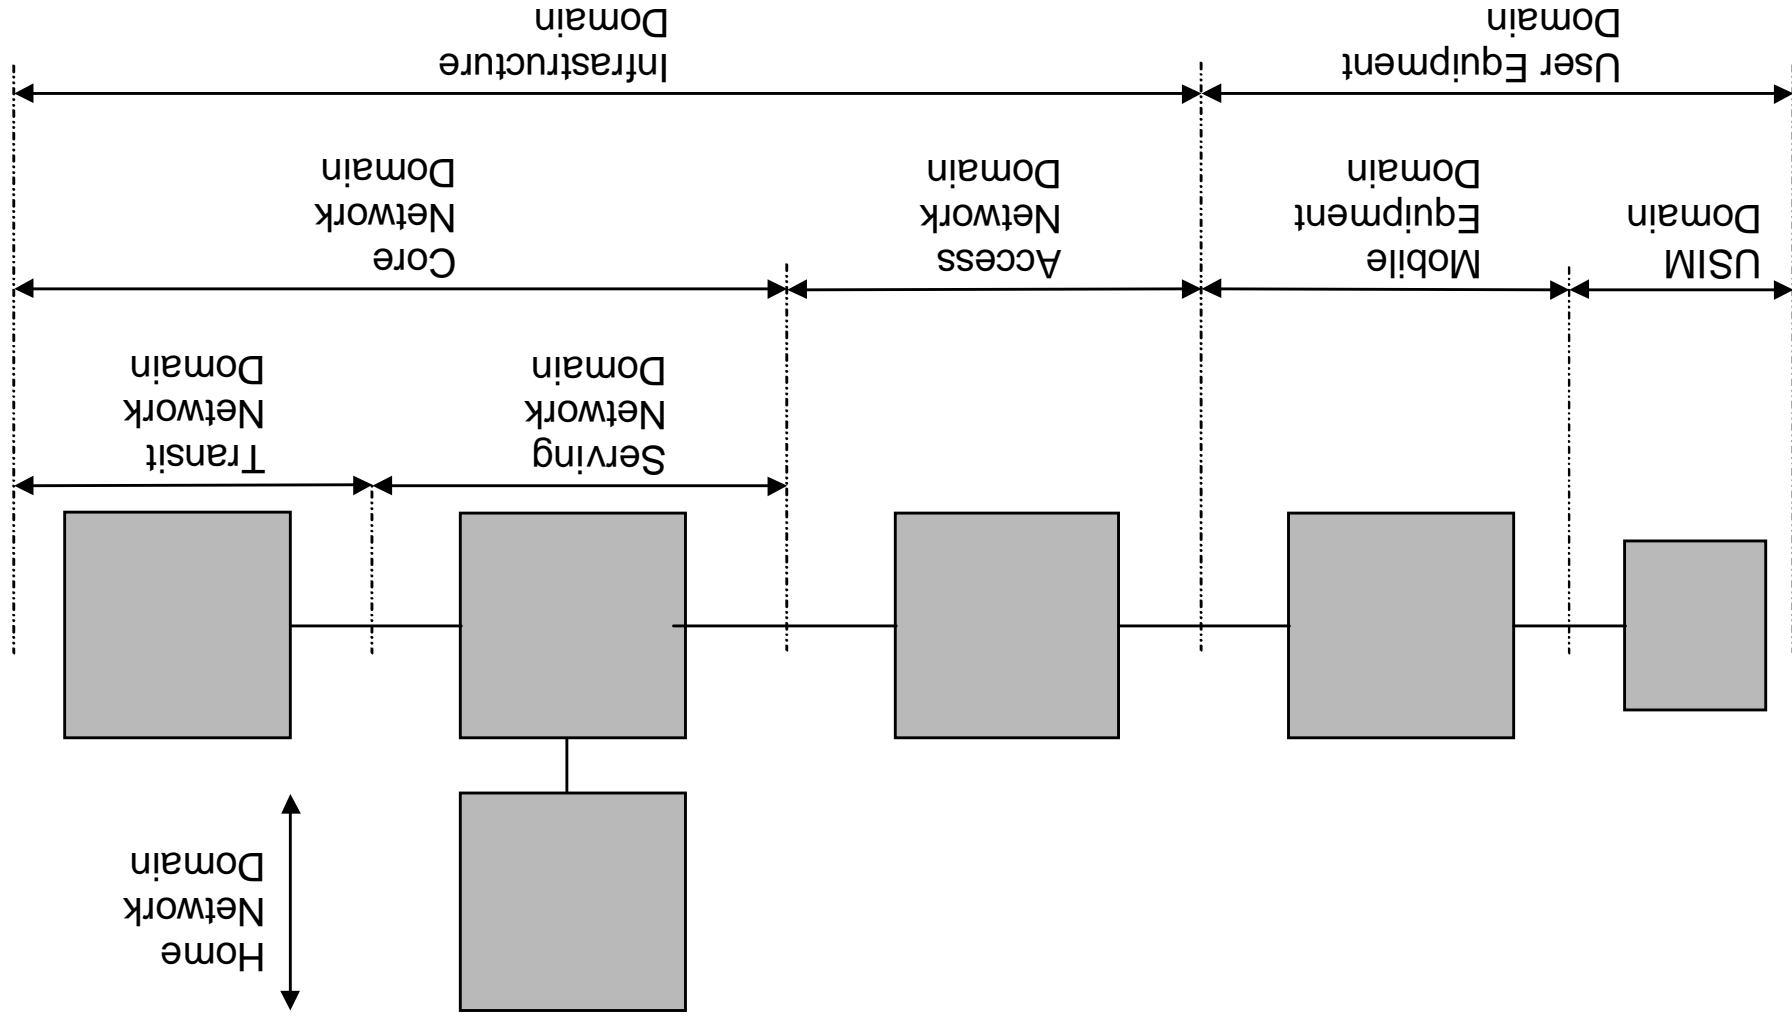 Home
Network
Domain
Serving
Network
Domain
Transit
Network
Domain
USIM
Domain
Mobile
Equipment
Domain
Access
Network
Domain
Core
Network
Domain
User Equipment
Domain
Infrastructure
Domain